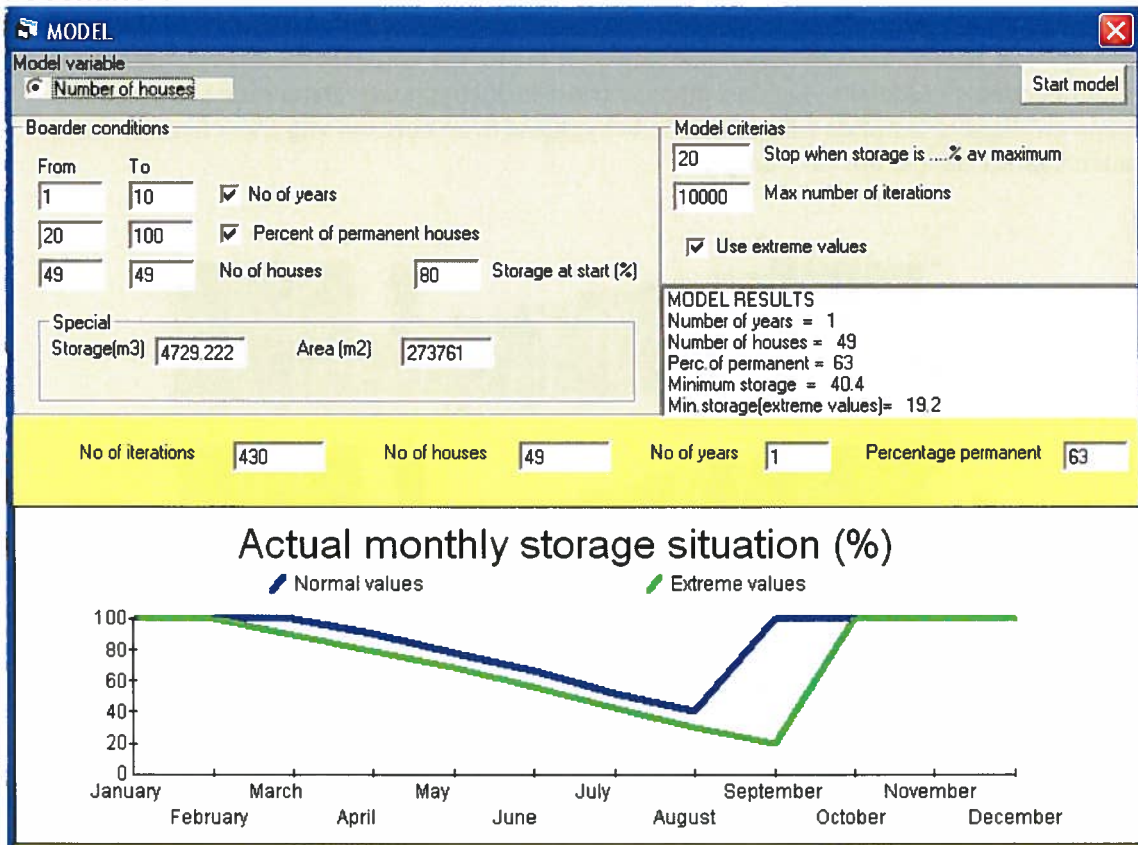 MODEL
Model variable
Number of houses
Start model
Boarder conditions
From To
1 10 No of years
20 100 Percent of permanent houses
49 49 No of houses 80 Storage at start (%)
Special
Storage(m3) 4729.222 Area (m2) 273761
Model criterias
20 Stop when storage is ....% av maximum
10000 Max number of iterations
Use extreme values
MODEL RESULTS
Number of years = 1
Number of houses = 49
Perc.of permanent = 63
Minimum storage = 40.4
Min.storage(extreme values)= 19.2
No of iterations 430 No of houses 49 No of years 1 Percentage permanent 63
Actual monthly storage situation (%)
Normal values Extreme values
100
80
60
40
20
0
January March May July September November
February April June August October December